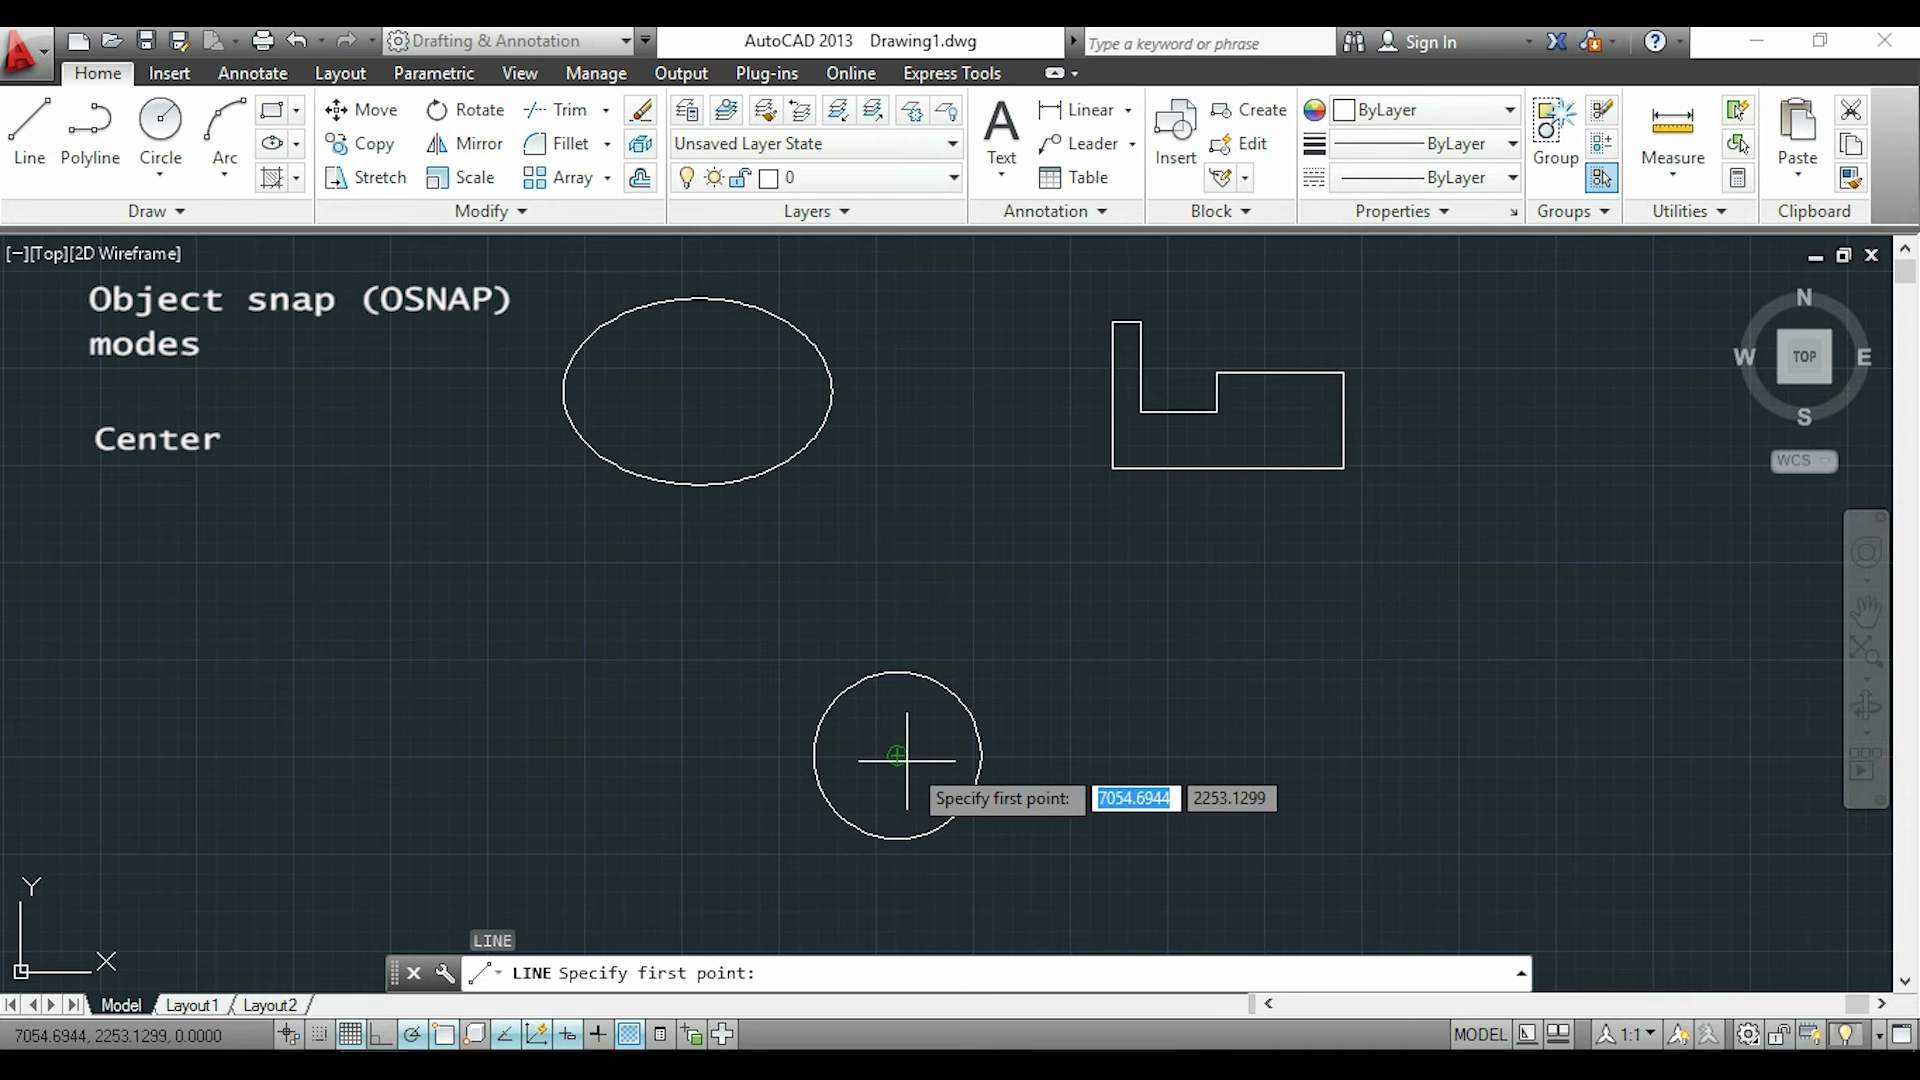 Drafting & Annotation
AutoCAD 2013 Drawing1.dwg
Type a keyword or phrase
Sign In
Home Insert Annotate Layout Parametric View Manage Output Plug-ins Online Express Tools
Line Polyline Circle Arc
Move Rotate Trim
Copy Mirror Fillet
Stretch Scale Array
Unsaved Layer State
0
Text
Linear
Leader
Table
Insert
Create
Edit
ByLayer
ByLayer
ByLayer
Group
Measure
Paste
Draw Modify Layers Annotation Block Properties Groups Utilities Clipboard
[−][Top][2D Wireframe]
Object snap (OSNAP)
modes
Center
N
W TOP E
S
WCS
Specify first point: 7054.6944 2253.1299
Y
X
LINE
LINE Specify first point:
Model Layout1 Layout2
7054.6944, 2253.1299, 0.0000
MODEL 1:1